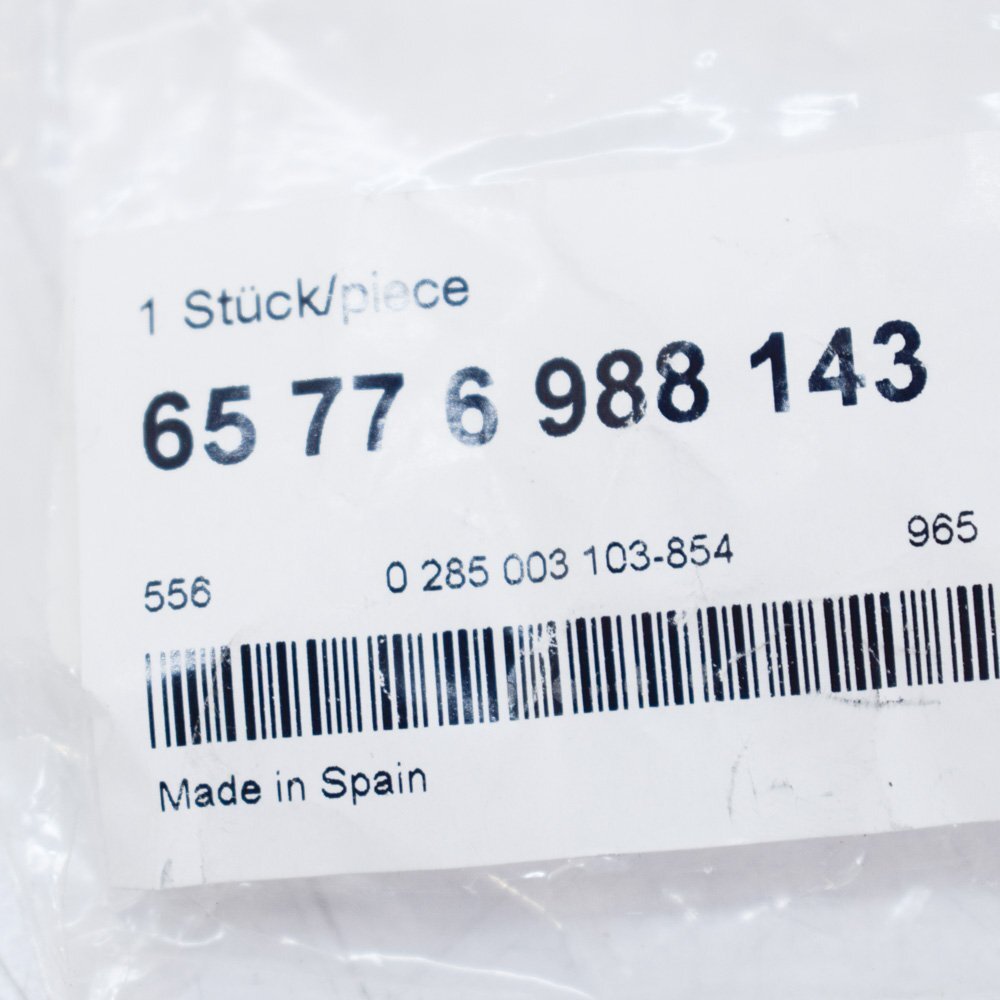 1 Stück/piece
65 77 6 988 143
556 0 285 003 103-854 965
Made in Spain